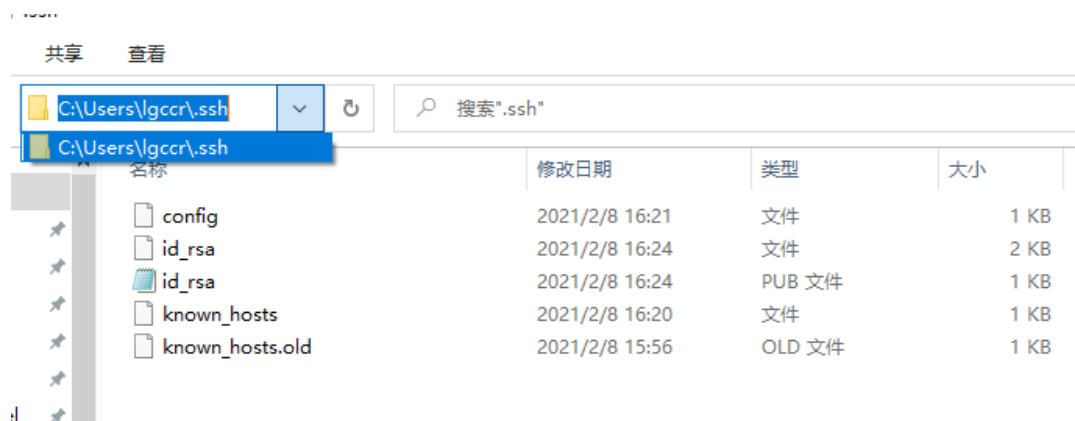 共享 查看
C:\Users\lgccr\.ssh
搜索".ssh"
C:\Users\lgccr\.ssh
名称 修改日期 类型 大小
config 2021/2/8 16:21 文件 1 KB
id_rsa 2021/2/8 16:24 文件 2 KB
id_rsa 2021/2/8 16:24 PUB 文件 1 KB
known_hosts 2021/2/8 16:20 文件 1 KB
known_hosts.old 2021/2/8 15:56 OLD 文件 1 KB